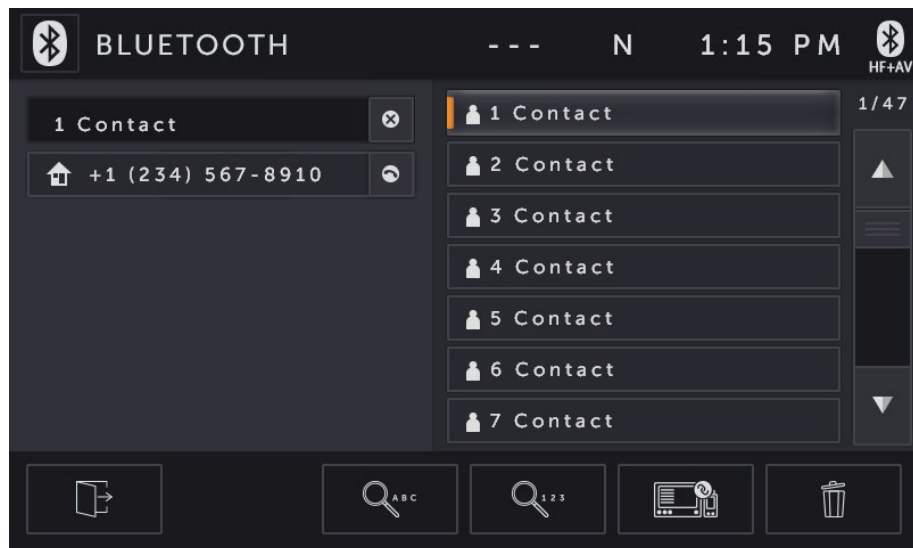 BLUETOOTH
--- N 1:15 PM
HF+AV
1 Contact
+1 (234) 567-8910
1 Contact
2 Contact
3 Contact
4 Contact
5 Contact
6 Contact
7 Contact
1/47
ABC
123